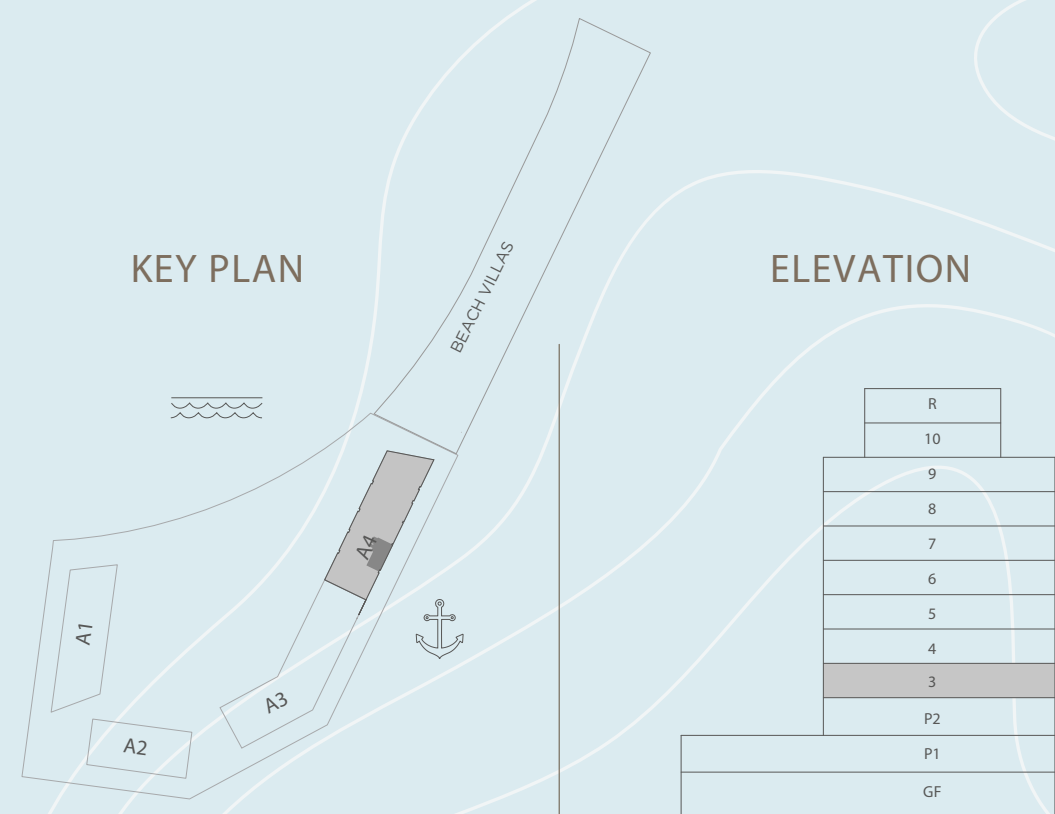 KEY PLAN
BEACH VILLAS
A4
A1
A3
A2
ELEVATION
R
10
9
8
7
6
5
4
3
P2
P1
GF